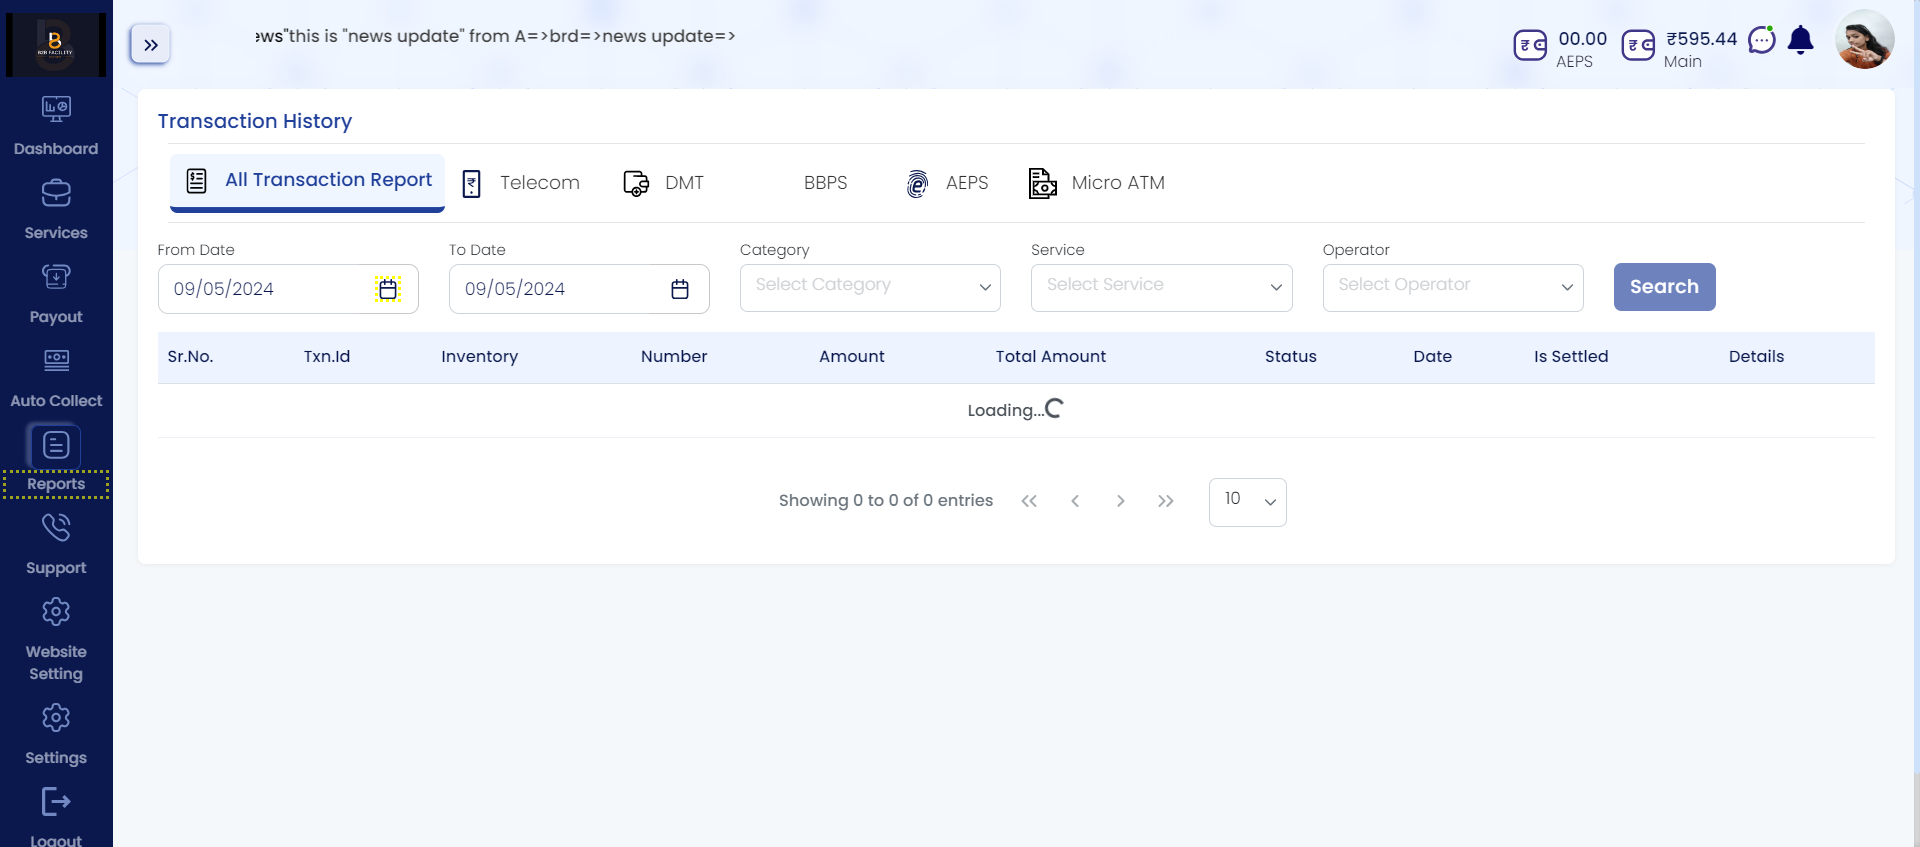 B2B FACILITY
ews"this is "news update" from A=>brd=>news update=>
00.00
AEPS
₹595.44
Main
Dashboard
Services
Payout
Auto Collect
Reports
Support
Website
Setting
Settings
Logout
Transaction History
All Transaction Report
Telecom
DMT
BBPS
AEPS
Micro ATM
From Date
To Date
Category
Service
Operator
09/05/2024
09/05/2024
Select Category
Select Service
Select Operator
Search
Sr.No. Txn.Id Inventory Number Amount Total Amount Status Date Is Settled Details
Loading...
Showing 0 to 0 of 0 entries
10